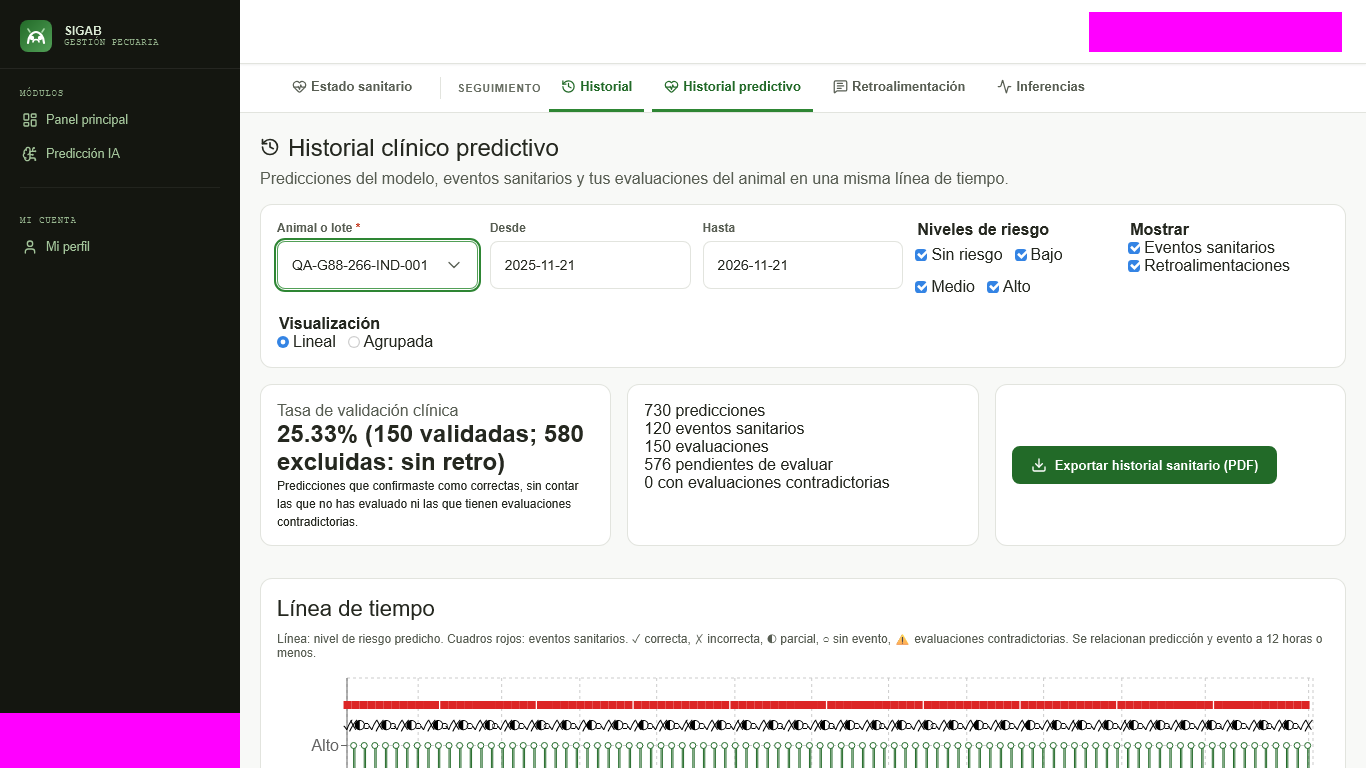 SIGAB
GESTIÓN PECUARIA
MÓDULOS
Panel principal
Predicción IA
MI CUENTA
Mi perfil
Estado sanitario
SEGUIMIENTO
Historial
Historial predictivo
Retroalimentación
Inferencias
Historial clínico predictivo
Predicciones del modelo, eventos sanitarios y tus evaluaciones del animal en una misma línea de tiempo.
Animal o lote *
QA-G88-266-IND-001
Desde
2025-11-21
Hasta
2026-11-21
Niveles de riesgo
Sin riesgo Bajo
Medio Alto
Mostrar
Eventos sanitarios
Retroalimentaciones
Visualización
Lineal Agrupada
Tasa de validación clínica
25.33% (150 validadas; 580
excluidas: sin retro)
Predicciones que confirmaste como correctas, sin contar
las que no has evaluado ni las que tienen evaluaciones
contradictorias.
730 predicciones
120 eventos sanitarios
150 evaluaciones
576 pendientes de evaluar
0 con evaluaciones contradictorias
Exportar historial sanitario (PDF)
Línea de tiempo
Línea: nivel de riesgo predicho. Cuadros rojos: eventos sanitarios. ✓ correcta, ✗ incorrecta, ◐ parcial, ○ sin evento, ⚠ evaluaciones contradictorias. Se relacionan predicción y evento a 12 horas o
menos.
Alto